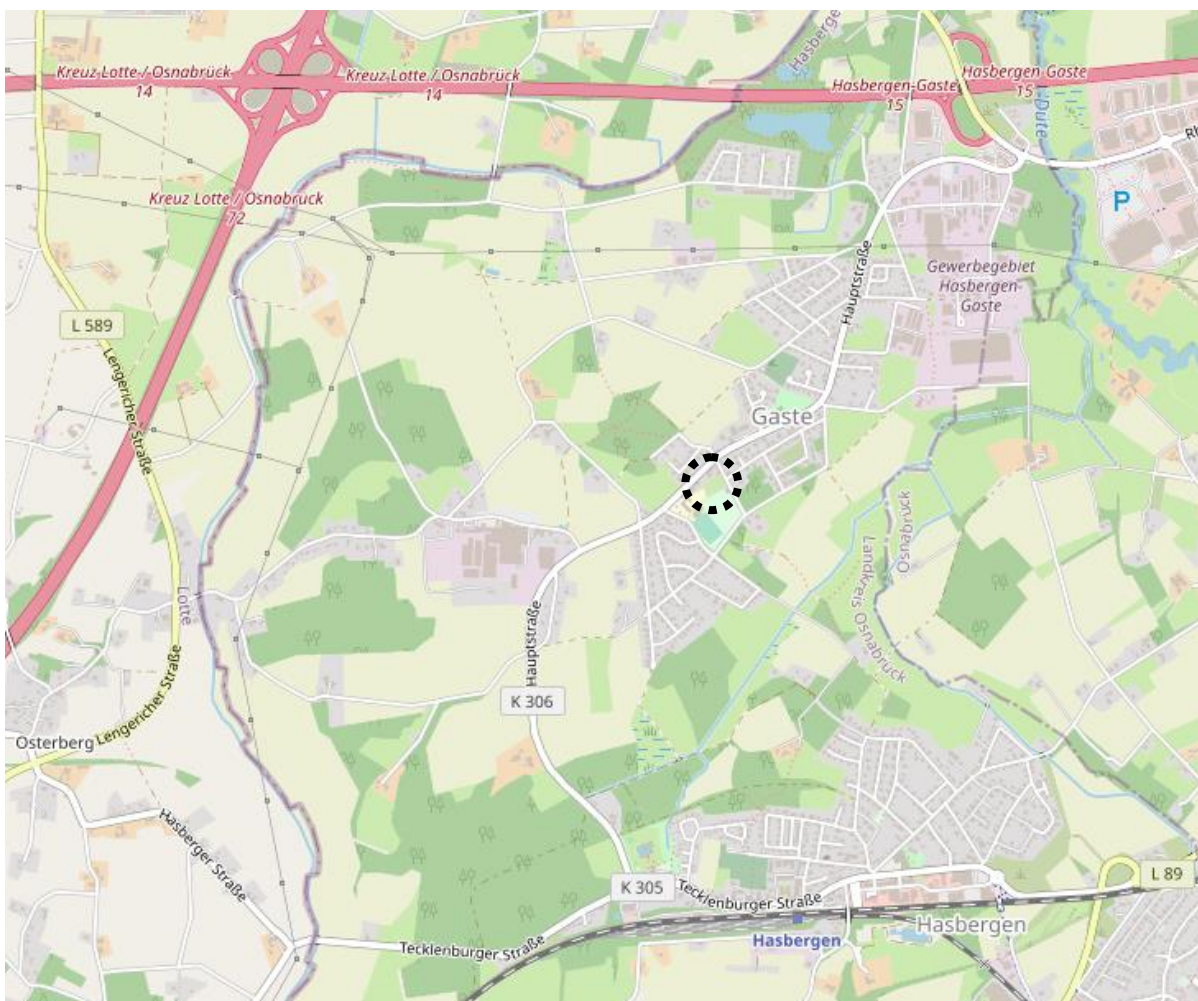 Hasberge
Kreuz Lotte / Osnabrück
14
Kreuz Lotte / Osnabrück
14
Hasbergen-Gaste
15
Hasbergen-Gaste
15
Düte
P
Kreuz Lotte / Osnabrück
72
Hauptstraße
Gewerbegebiet
Hasbergen-
Gaste
L 589
Lengericher Straße
Gaste
Osnabrück
Landkreis Osnabrück
Lotte
Hauptstraße
K 306
Lengericher Straße
Osterberg
Hasberger Straße
K 305
Tecklenburger Straße
L 89
Hasbergen
Hasbergen
Tecklenburger Straße